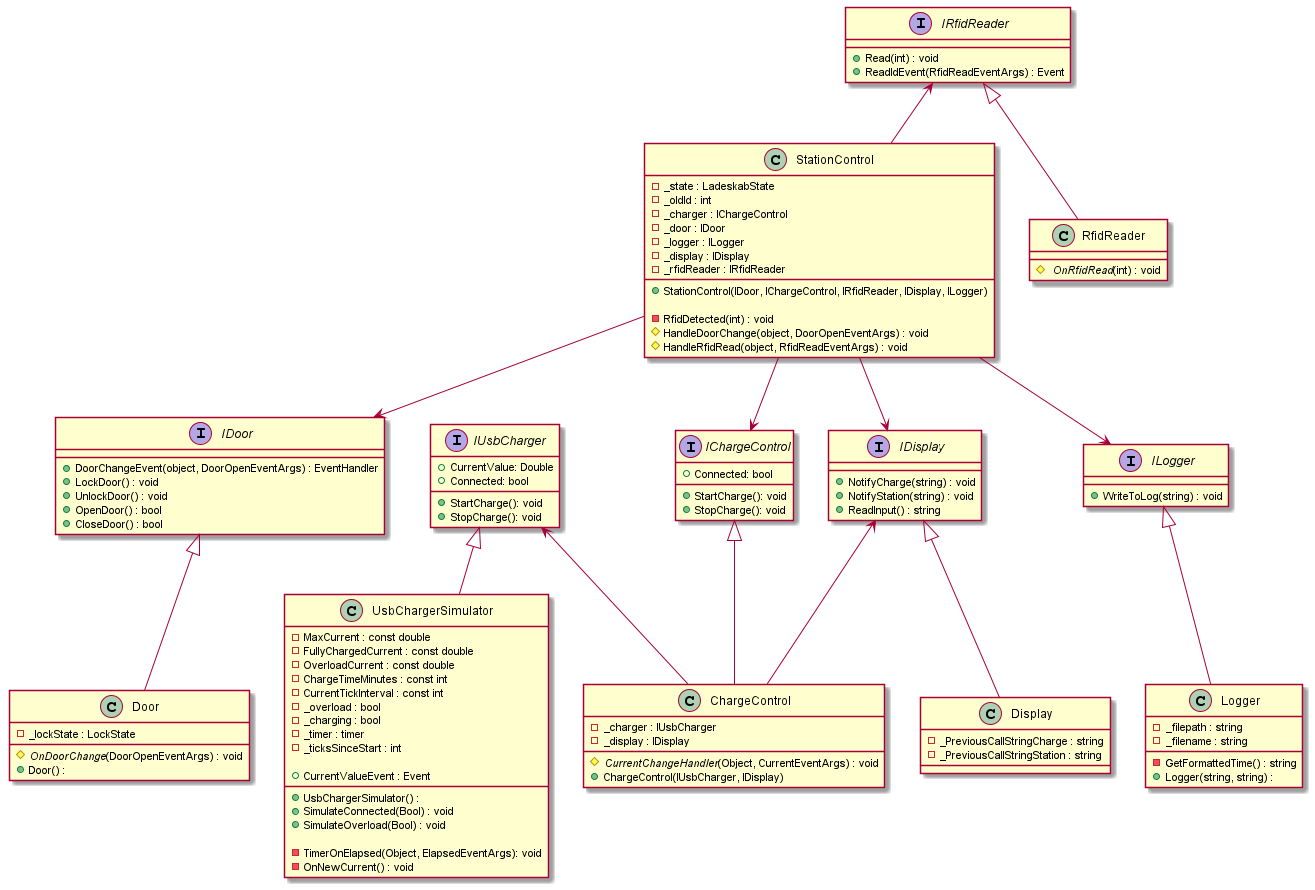 I IRfidReader
Read(int) : void
ReadIdEvent(RfidReadEventArgs) : Event
C StationControl
_state : LadeskabState
_oldId : int
_charger : IChargeControl
_door : IDoor
_logger : ILogger
_display : IDisplay
_rfidReader : IRfidReader
StationControl(IDoor, IChargeControl, IRfidReader, IDisplay, ILogger)
RfidDetected(int) : void
HandleDoorChange(object, DoorOpenEventArgs) : void
HandleRfidRead(object, RfidReadEventArgs) : void
C RfidReader
OnRfidRead(int) : void
I IDoor
DoorChangeEvent(object, DoorOpenEventArgs) : EventHandler
LockDoor() : void
UnlockDoor() : void
OpenDoor() : bool
CloseDoor() : bool
I IUsbCharger
CurrentValue: Double
Connected: bool
StartCharge(): void
StopCharge(): void
I IChargeControl
Connected: bool
StartCharge(): void
StopCharge(): void
I IDisplay
NotifyCharge(string) : void
NotifyStation(string) : void
ReadInput() : string
I ILogger
WriteToLog(string) : void
C Door
_lockState : LockState
OnDoorChange(DoorOpenEventArgs) : void
Door() :
C UsbChargerSimulator
MaxCurrent : const double
FullyChargedCurrent : const double
OverloadCurrent : const double
ChargeTimeMinutes : const int
CurrentTickInterval : const int
_overload : bool
_charging : bool
_timer : timer
_ticksSinceStart : int
CurrentValueEvent : Event
UsbChargerSimulator() :
SimulateConnected(Bool) : void
SimulateOverload(Bool) : void
TimerOnElapsed(Object, ElapsedEventArgs): void
OnNewCurrent() : void
C ChargeControl
_charger : IUsbCharger
_display : IDisplay
CurrentChangeHandler(Object, CurrentEventArgs) : void
ChargeControl(IUsbCharger, IDisplay)
C Display
_PreviousCallStringCharge : string
_PreviousCallStringStation : string
C Logger
_filepath : string
_filename : string
GetFormattedTime() : string
Logger(string, string) :